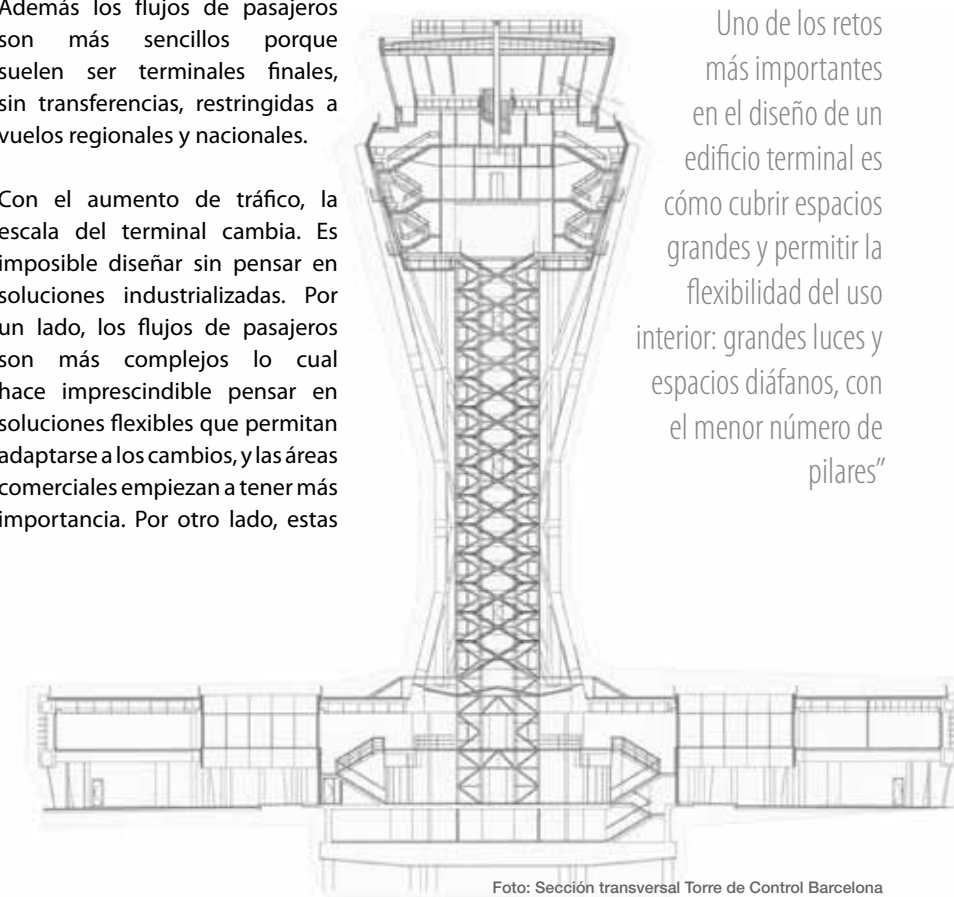 Además los flujos de pasajeros
son más sencillos porque
suelen ser terminales finales,
sin transferencias, restringidas a
vuelos regionales y nacionales.
Con el aumento de tráfico, la
escala del terminal cambia. Es
imposible diseñar sin pensar en
soluciones industrializadas. Por
un lado, los flujos de pasajeros
son más complejos lo cual
hace imprescindible pensar en
soluciones flexibles que permitan
adaptarse a los cambios, y las áreas
comerciales empiezan a tener más
importancia. Por otro lado, estas
Uno de los retos
más importantes
en el diseño de un
edificio terminal es
cómo cubrir espacios
grandes y permitir la
flexibilidad del uso
interior: grandes luces y
espacios diáfanos, con
el menor número de
pilares”
Foto: Sección transversal Torre de Control Barcelona